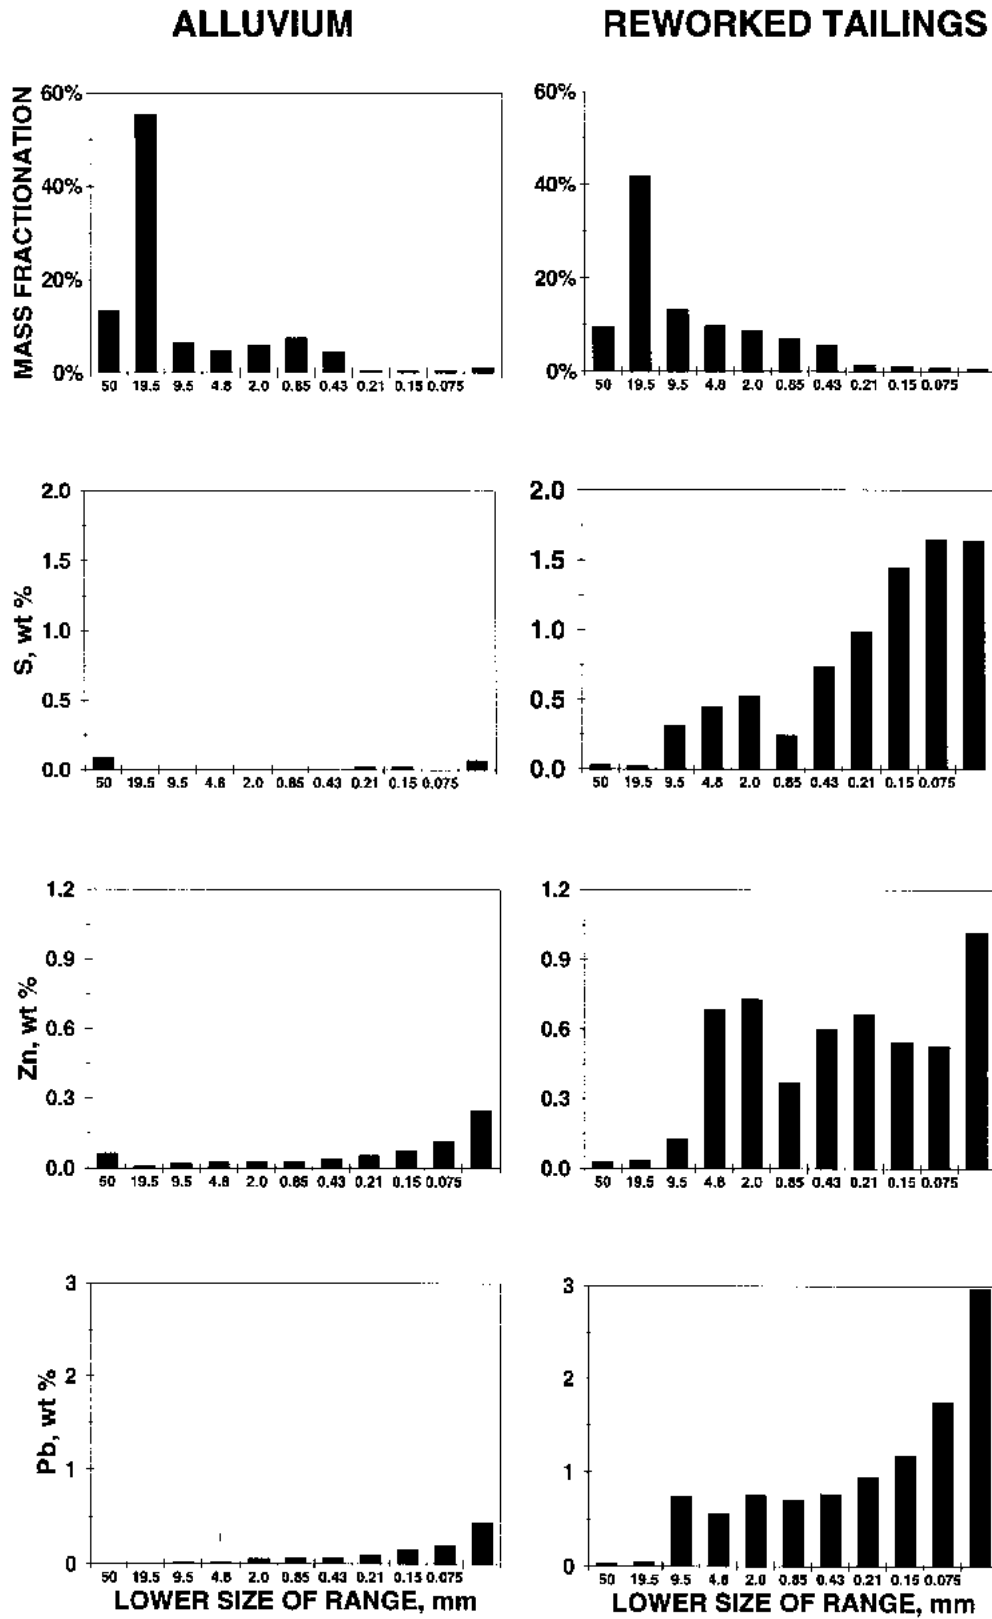 ALLUVIUM
REWORKED TAILINGS
MASS FRACTIONATION
60%
40%
20%
0%
50 19.5 9.5 4.8 2.0 0.85 0.43 0.21 0.15 0.075
60%
40%
20%
0%
50 19.5 9.5 4.8 2.0 0.85 0.43 0.21 0.15 0.075
S, wt %
2.0
1.5
1.0
0.5
0.0
50 19.5 9.5 4.8 2.0 0.85 0.43 0.21 0.15 0.075
2.0
1.5
1.0
0.5
0.0
50 19.5 9.5 4.8 2.0 0.85 0.43 0.21 0.15 0.075
Zn, wt %
1.2
0.9
0.6
0.3
0.0
50 19.5 9.5 4.8 2.0 0.85 0.43 0.21 0.15 0.075
1.2
0.9
0.6
0.3
0.0
50 19.5 9.5 4.8 2.0 0.85 0.43 0.21 0.15 0.075
Pb, wt %
3
2
1
0
50 19.5 9.5 4.8 2.0 0.85 0.43 0.21 0.15 0.075
LOWER SIZE OF RANGE, mm
3
2
1
0
50 19.5 9.5 4.8 2.0 0.85 0.43 0.21 0.15 0.075
LOWER SIZE OF RANGE, mm